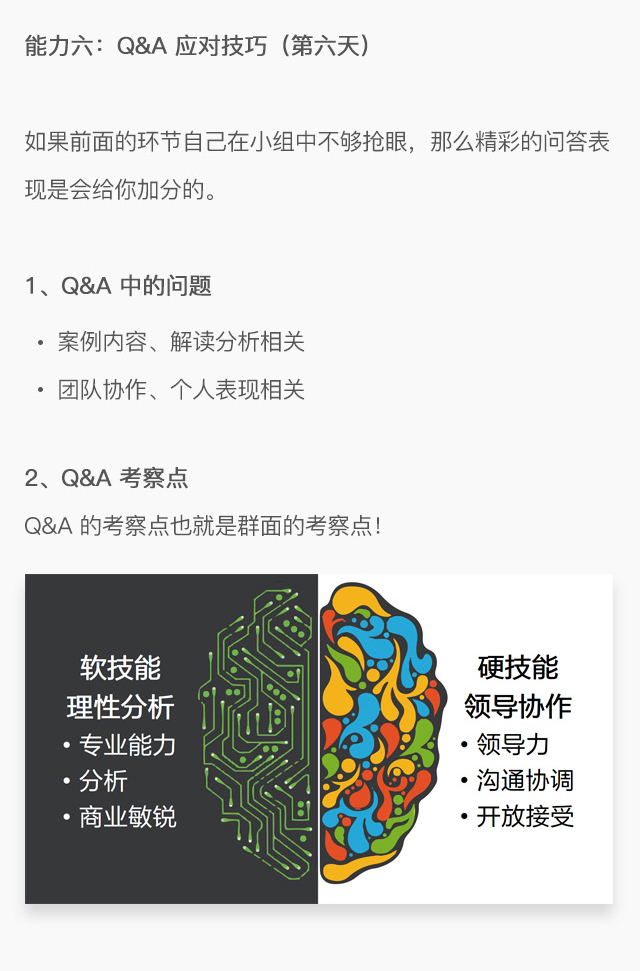 能力六：Q&A 应对技巧（第六天）
如果前面的环节自己在小组中不够抢眼，那么精彩的问答表
现是会给你加分的。
1、Q&A 中的问题
• 案例内容、解读分析相关
• 团队协作、个人表现相关
2、Q&A 考察点
Q&A 的考察点也就是群面的考察点！
软技能
理性分析
• 专业能力
• 分析
• 商业敏锐
硬技能
领导协作
• 领导力
• 沟通协调
• 开放接受